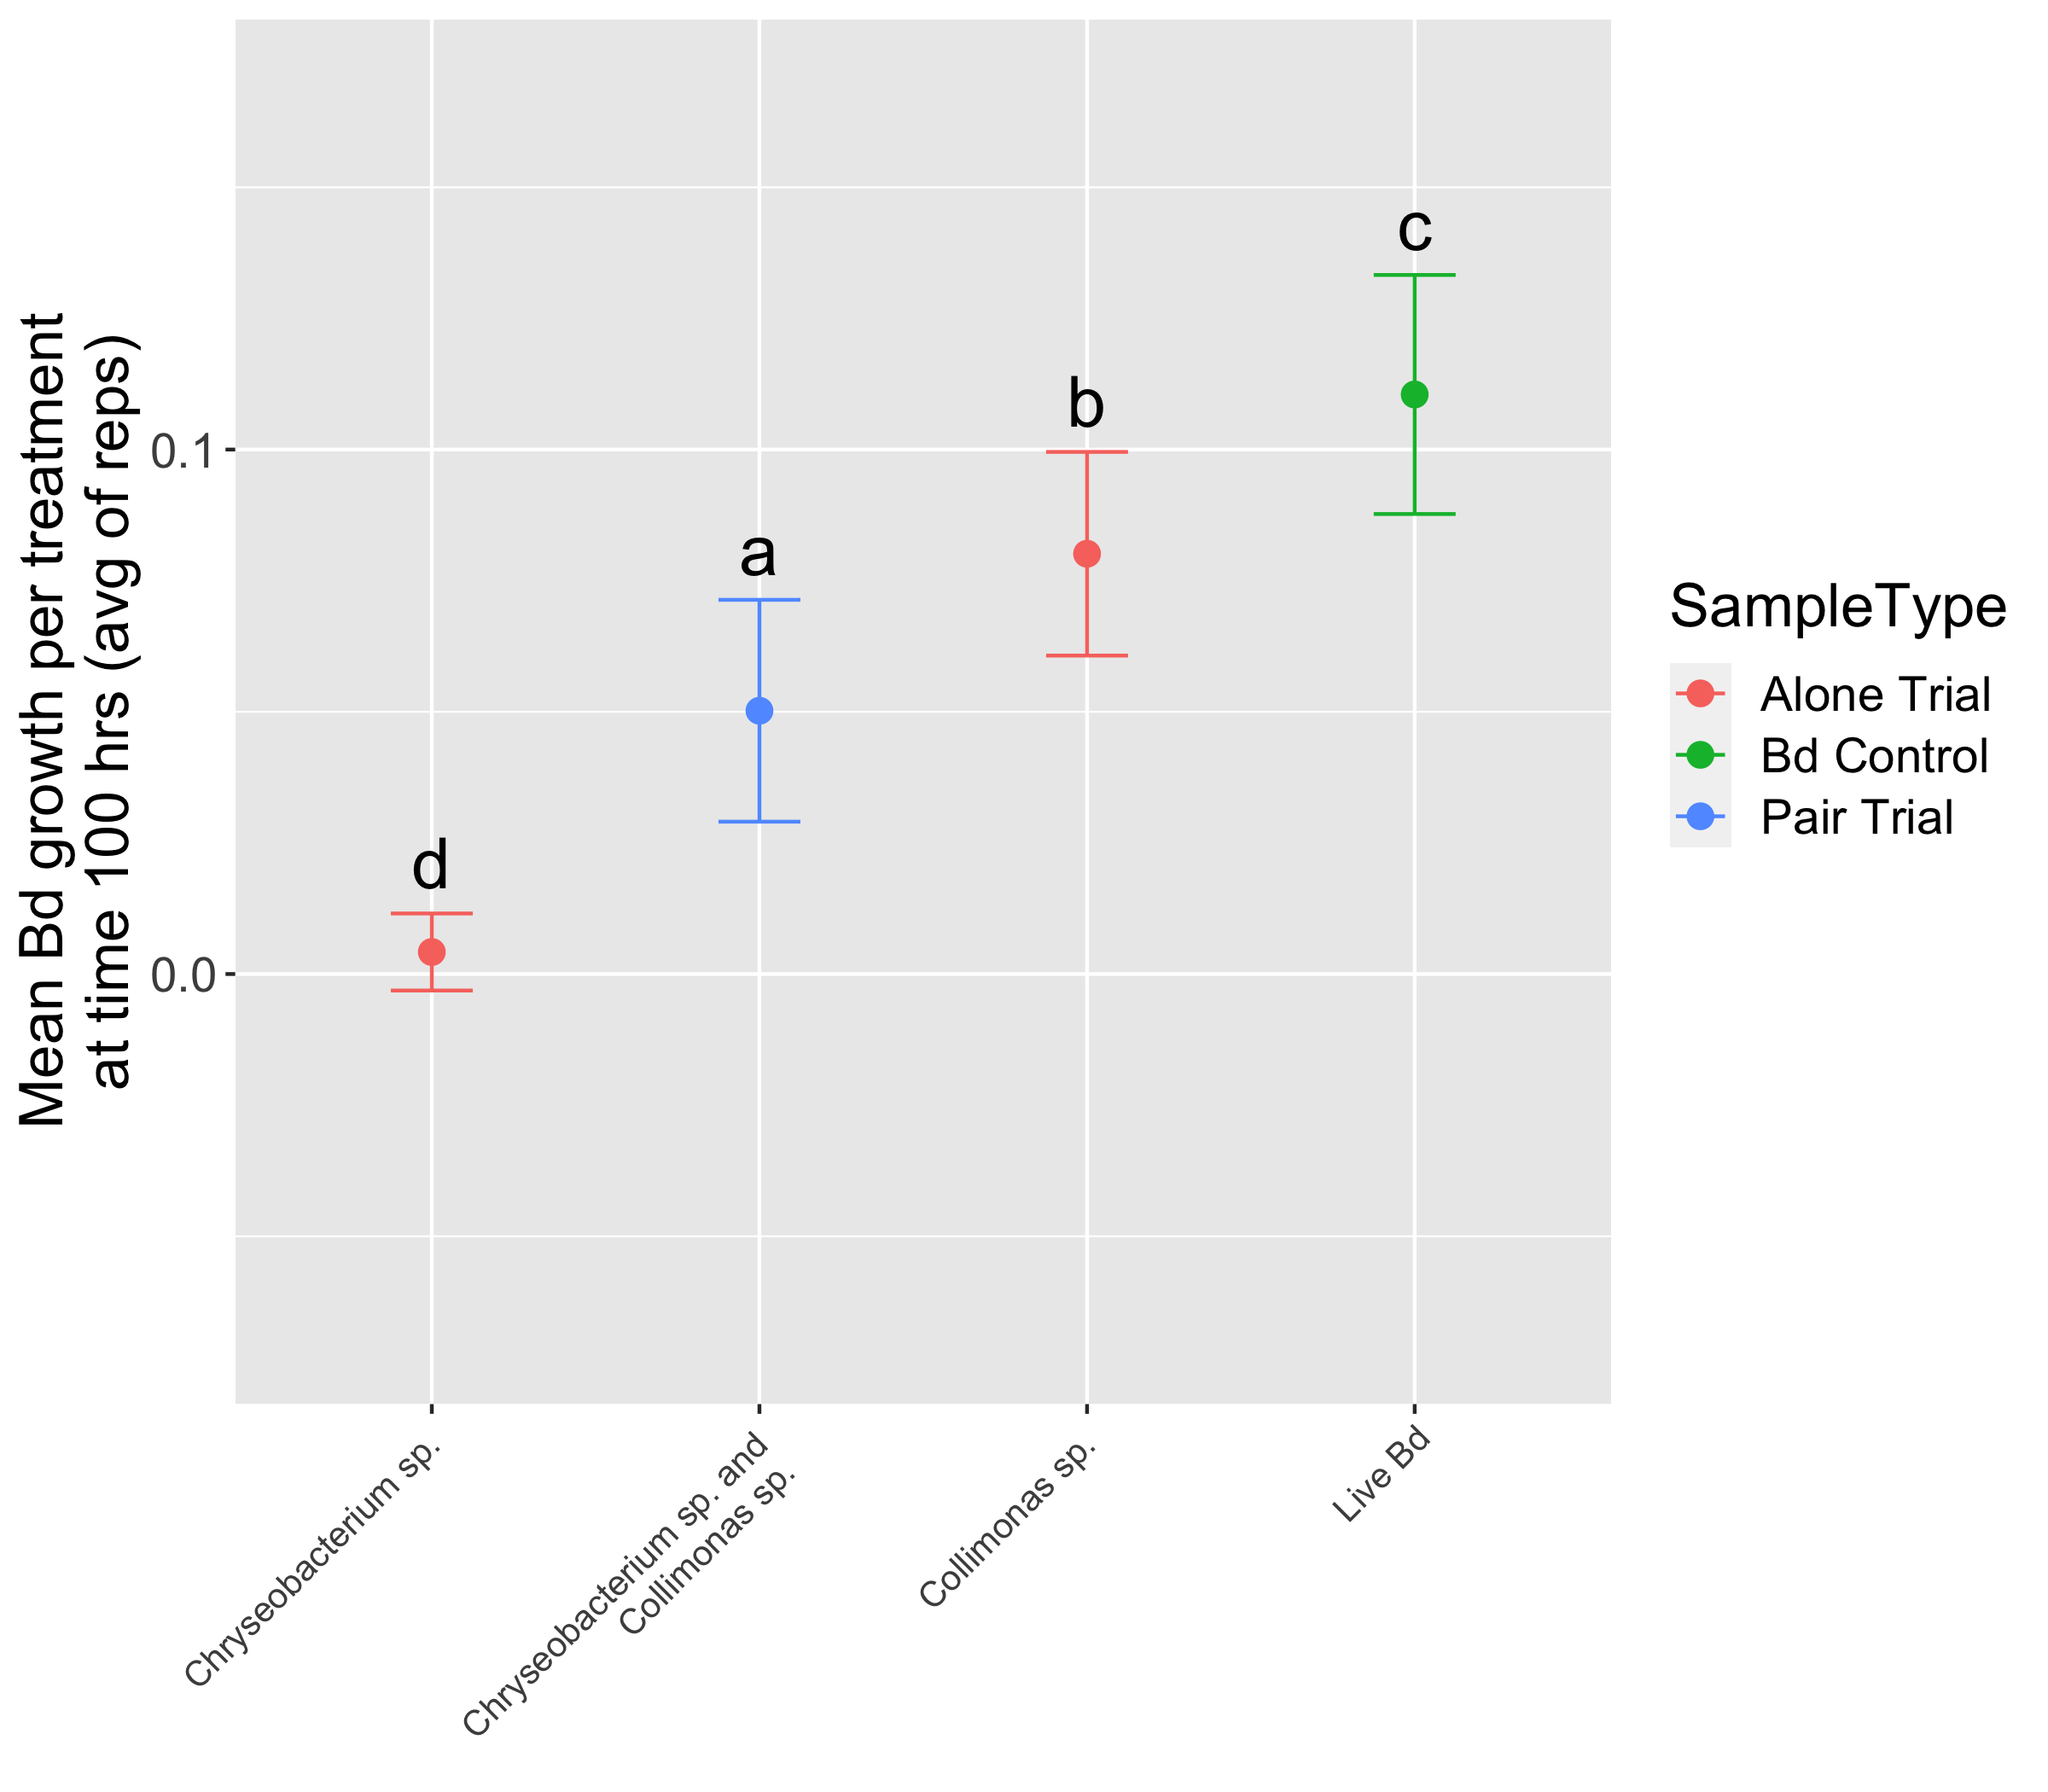 Mean Bd growth per treatment
at time 100 hrs (avg of reps)
0.1
0.0
d
a
b
c
Chryseobacterium sp.
Chryseobacterium sp. and
Collimonas sp.
Collimonas sp.
Live Bd
SampleType
Alone Trial
Bd Control
Pair Trial